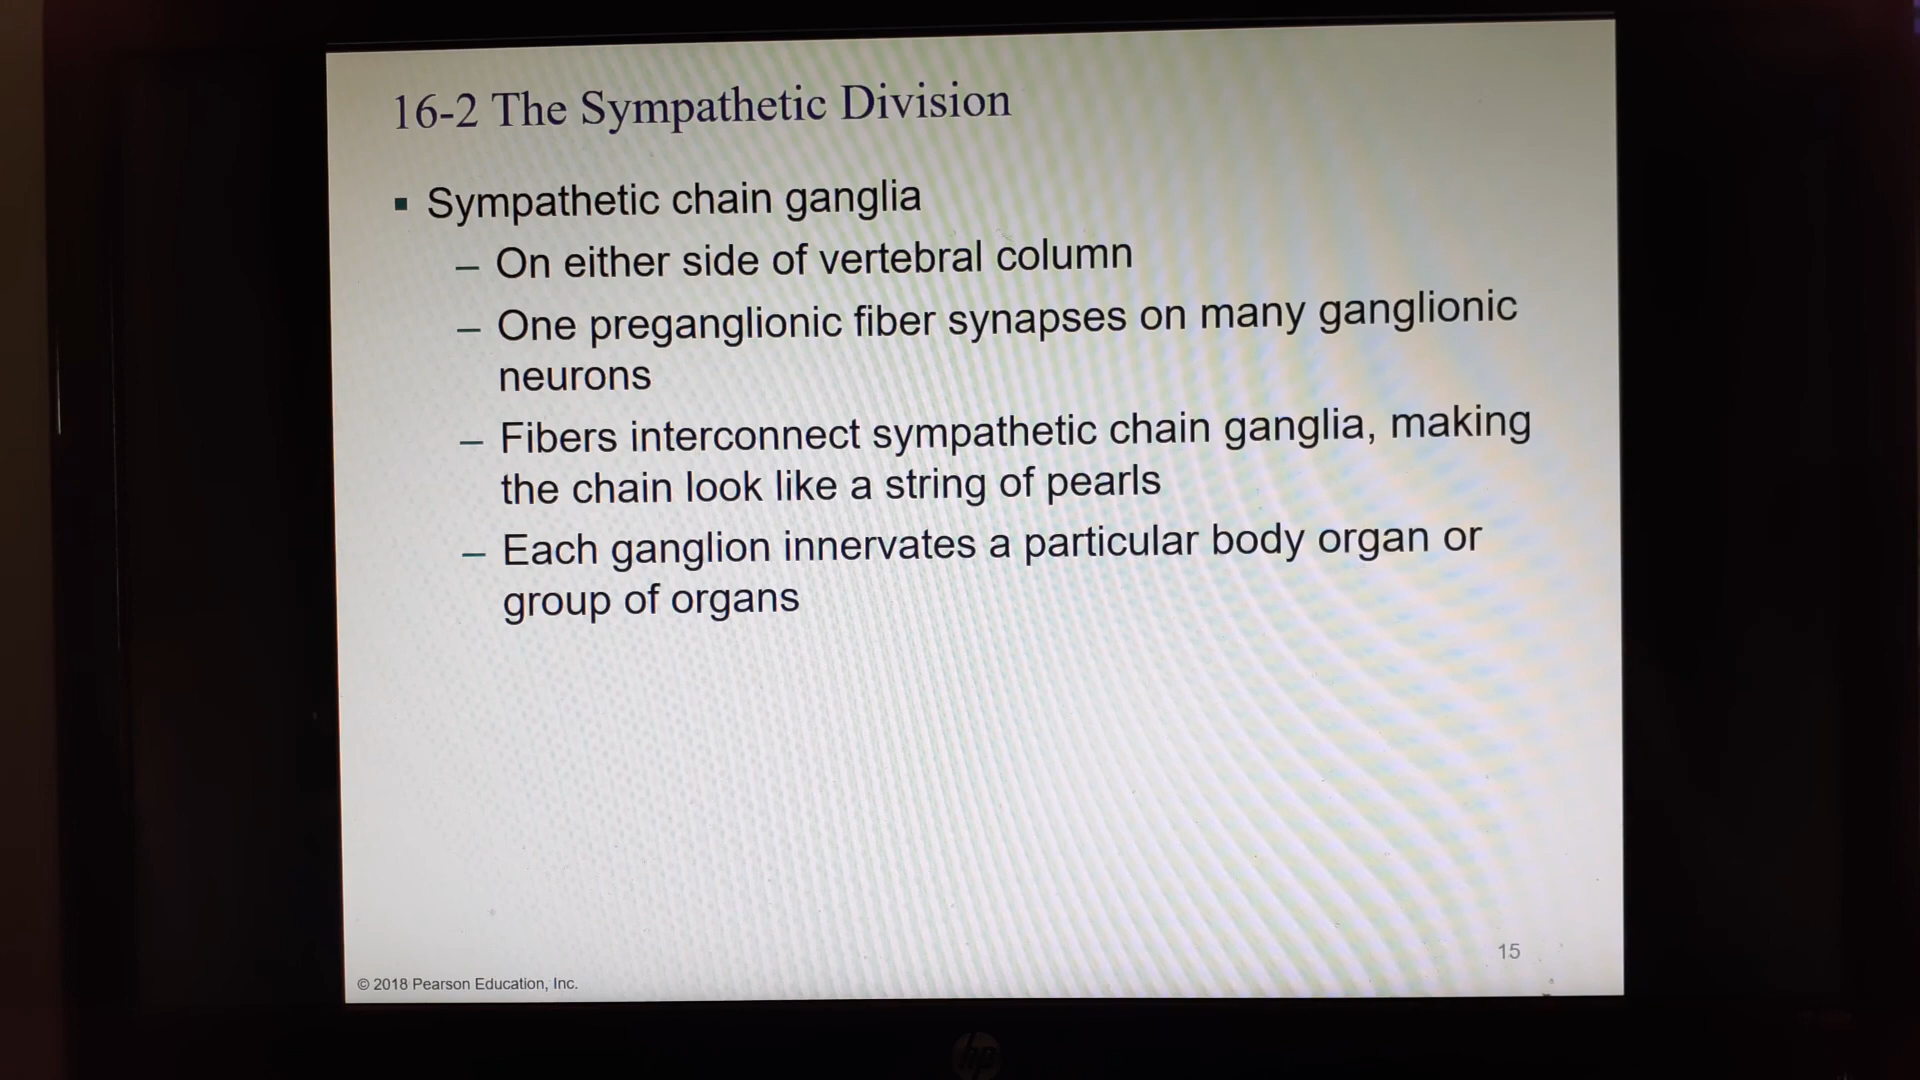 16-2 The Sympathetic Division
▪ Sympathetic chain ganglia
– On either side of vertebral column
– One preganglionic fiber synapses on many ganglionic
neurons
– Fibers interconnect sympathetic chain ganglia, making
the chain look like a string of pearls
– Each ganglion innervates a particular body organ or
group of organs
15
© 2018 Pearson Education, Inc.
hp